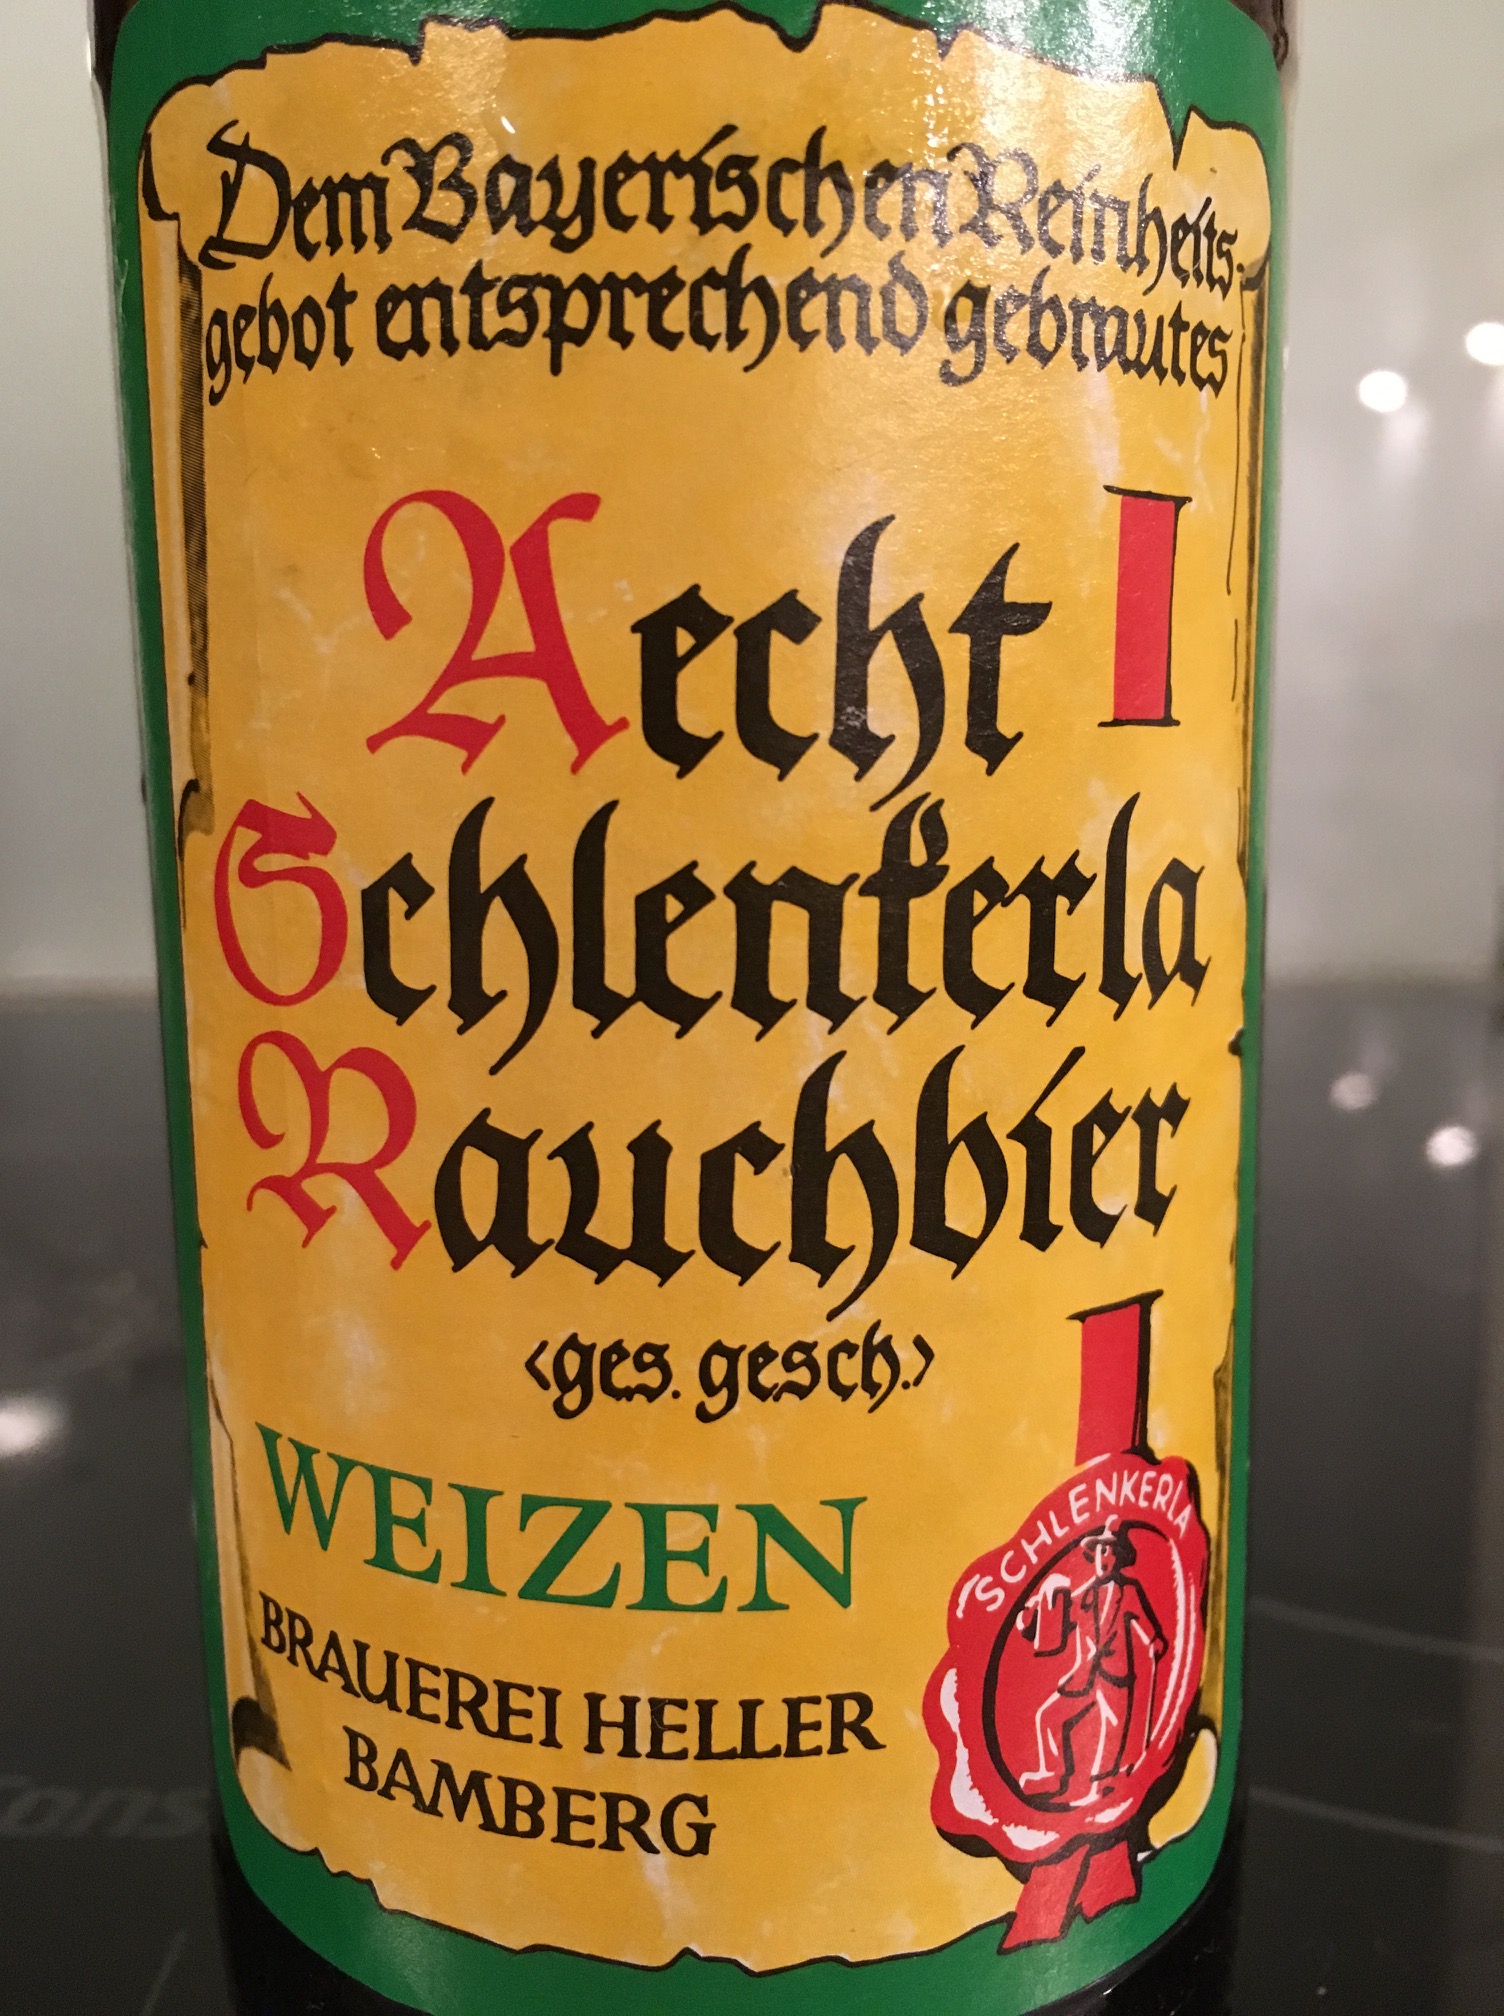 Dem Bayerischen Reinheits-
gebot entsprechend gebrautes
Aecht
Schlenkerla
Rauchbier
<ges. gesch.>
WEIZEN
BRAUEREI HELLER
BAMBERG
SCHLENKERLA